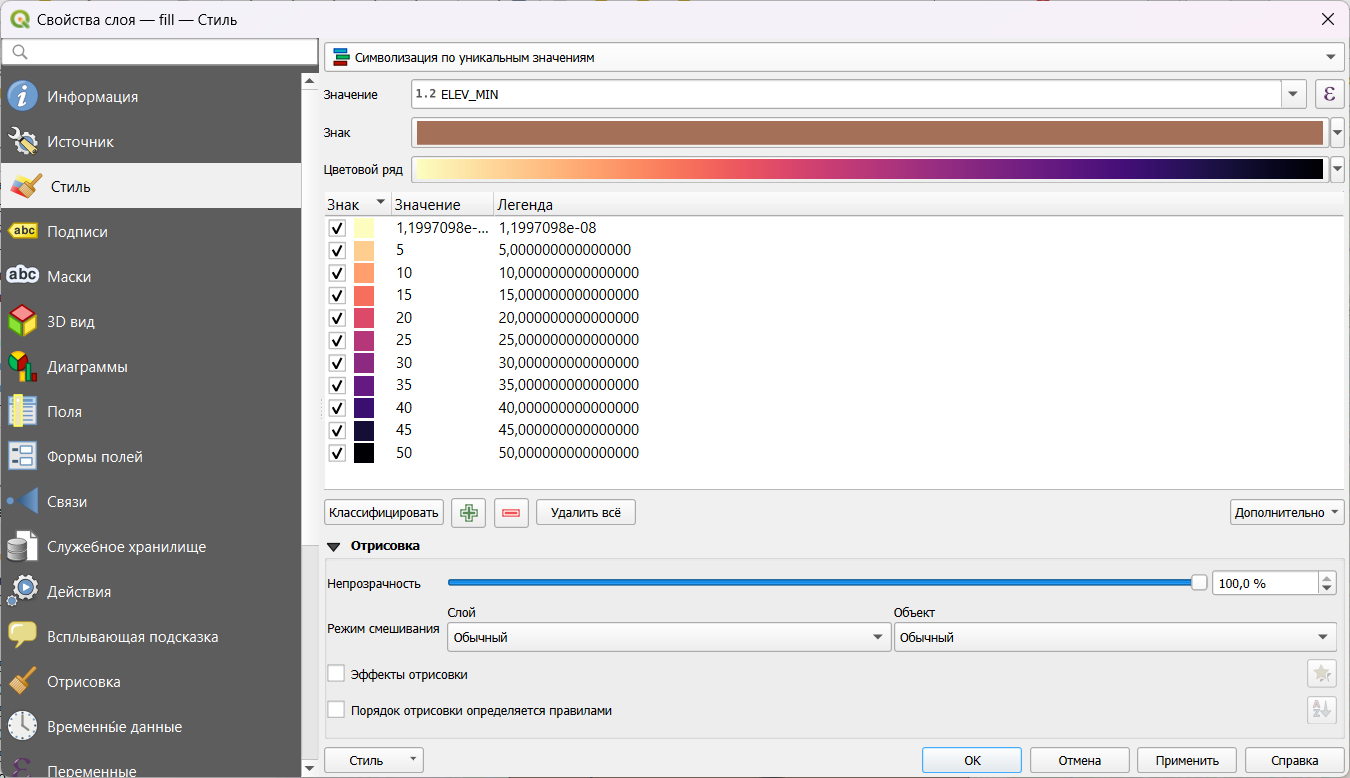 Свойства слоя — fill — Стиль
Информация
Источник
Стиль
Подписи
Маски
3D вид
Диаграммы
Поля
Формы полей
Связи
Служебное хранилище
Действия
Всплывающая подсказка
Отрисовка
Временны́е данные
Переменные
Символизация по уникальным значениям
Значение 1.2 ELEV_MIN ε
Знак
Цветовой ряд
Знак Значение Легенда
1,1997098e-... 1,1997098e-08
5 5,000000000000000
10 10,000000000000000
15 15,000000000000000
20 20,000000000000000
25 25,000000000000000
30 30,000000000000000
35 35,000000000000000
40 40,000000000000000
45 45,000000000000000
50 50,000000000000000
Классифицировать Удалить всё Дополнительно
Отрисовка
Непрозрачность 100,0 %
Слой Объект
Режим смешивания Обычный Обычный
Эффекты отрисовки
Порядок отрисовки определяется правилами
Стиль OK Отмена Применить Справка